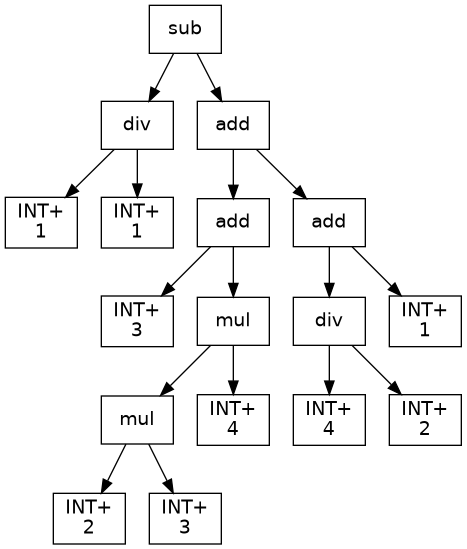 sub
div
add
INT+
1
INT+
1
add
add
INT+
3
mul
div
INT+
1
mul
INT+
4
INT+
4
INT+
2
INT+
2
INT+
3